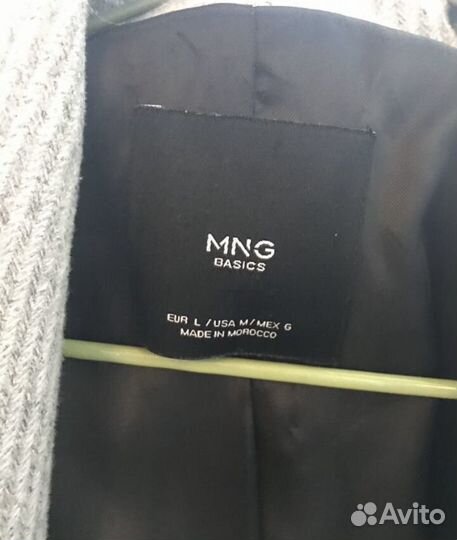 MNG
BASICS
EUR L / USA M / MEX G
MADE IN MOROCCO
Avito